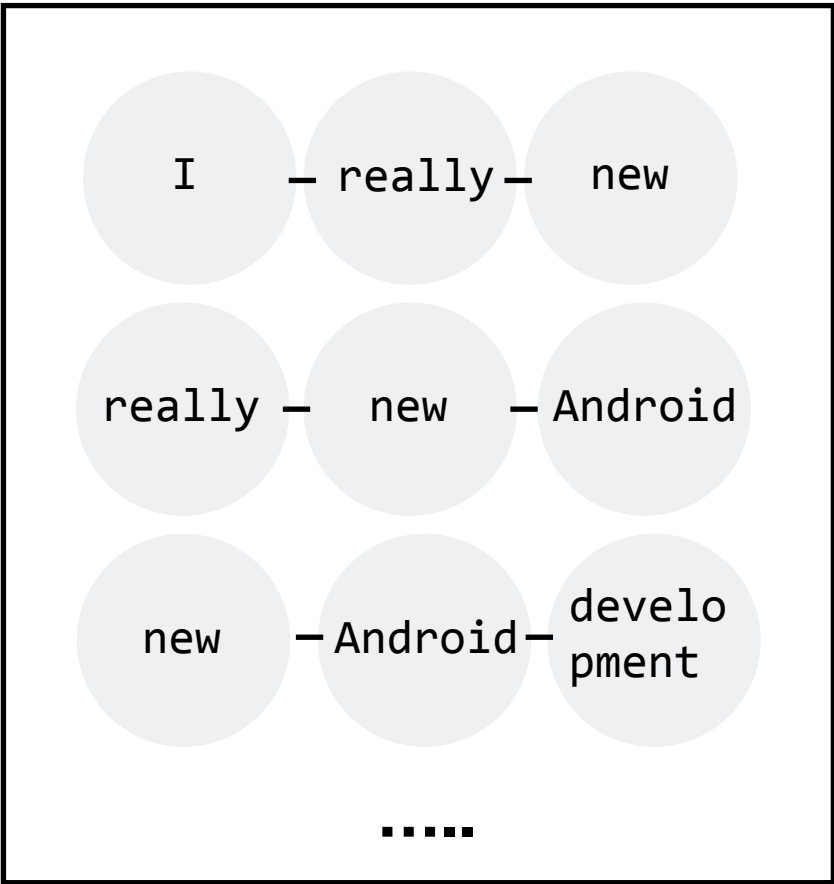 I – really – new
really – new – Android
new – Android – develo
pment
.....